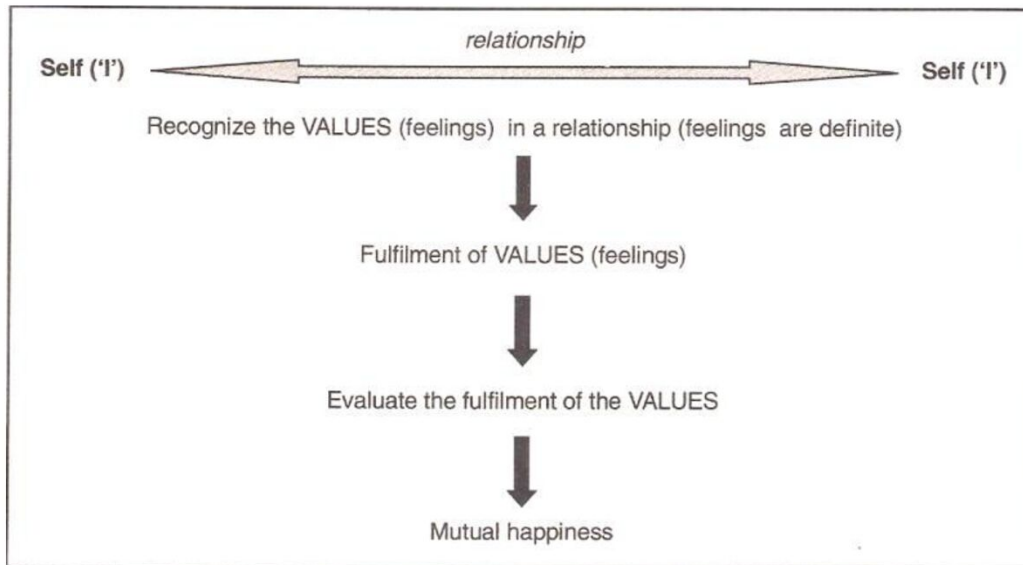 relationship
Self (‘I’) Self (‘I’)
Recognize the VALUES (feelings) in a relationship (feelings are definite)
Fulfilment of VALUES (feelings)
Evaluate the fulfilment of the VALUES
Mutual happiness